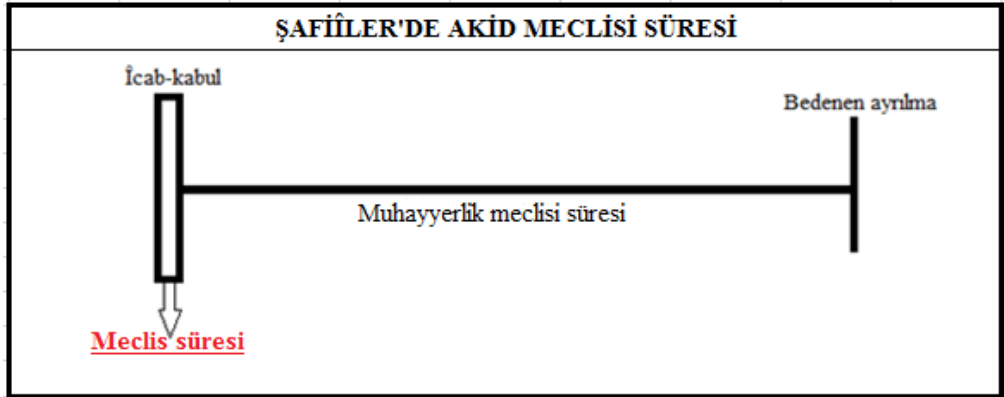 ŞAFİÎLER'DE AKİD MECLİSİ SÜRESİ
Îcab-kabul
Bedenen ayrılma
Muhayyerlik meclisi süresi
Meclis süresi